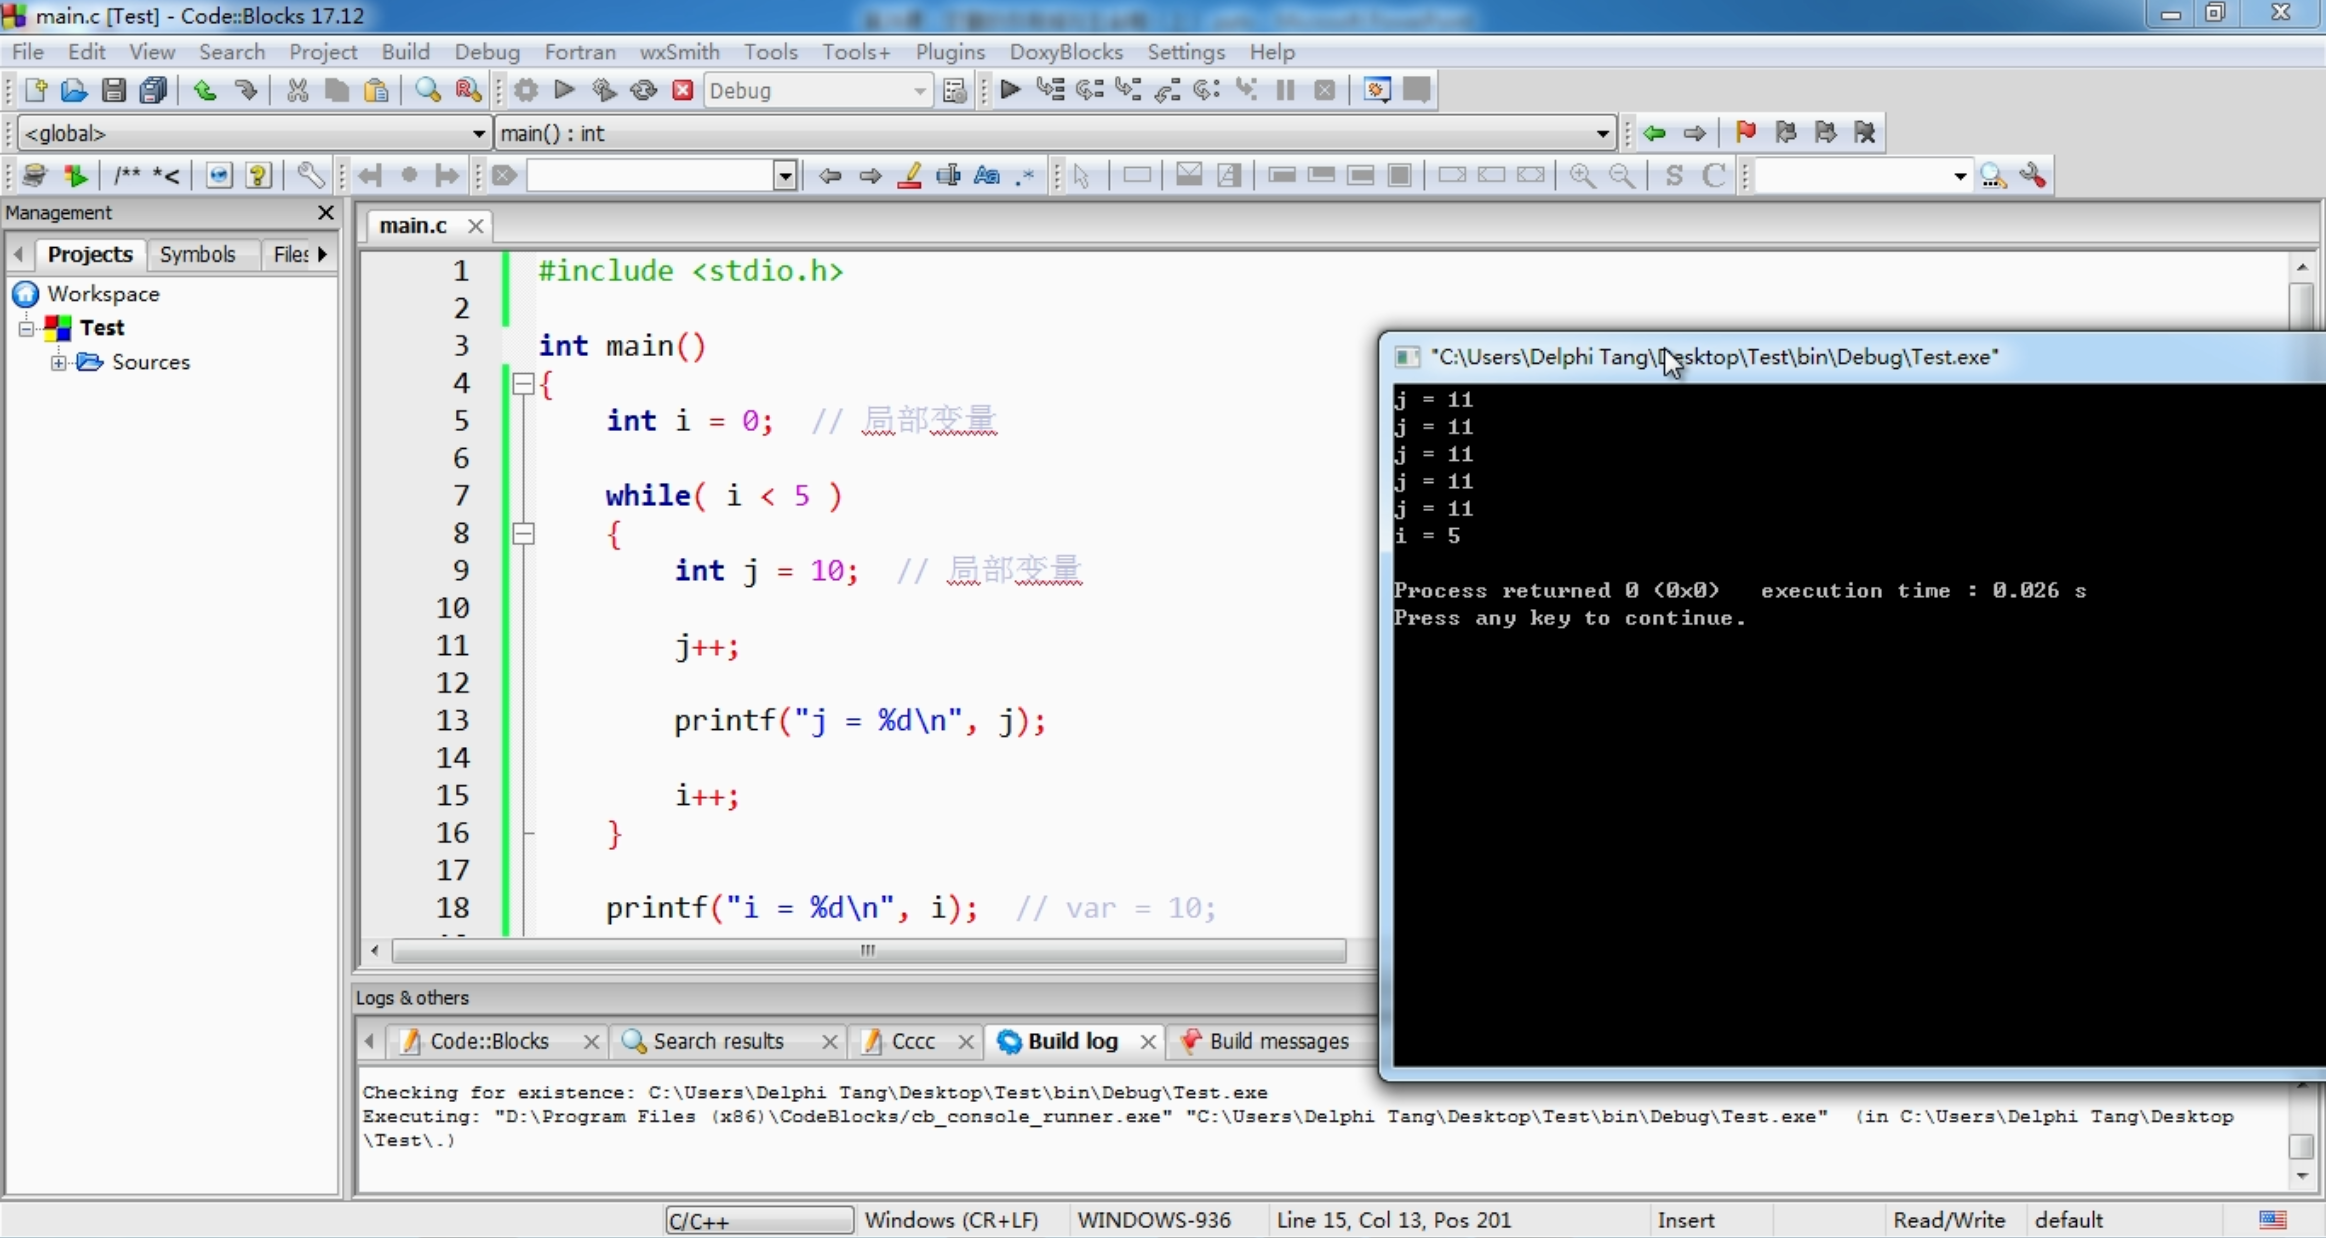 main.c [Test] - Code::Blocks 17.12
File Edit View Search Project Build Debug Fortran wxSmith Tools Tools+ Plugins DoxyBlocks Settings Help
Debug
<global> main() : int
/** *<
S C
Management
Projects Symbols Files
Workspace
Test
Sources
main.c
1 #include <stdio.h>
2
3 int main()
4 {
5 int i = 0; // 局部变量
6
7 while( i < 5 )
8 {
9 int j = 10; // 局部变量
10
11 j++;
12
13 printf("j = %d\n", j);
14
15 i++;
16 }
17
18 printf("i = %d\n", i); // var = 10;
"C:\Users\Delphi Tang\Desktop\Test\bin\Debug\Test.exe"
j = 11
j = 11
j = 11
j = 11
j = 11
i = 5
Process returned 0 (0x0) execution time : 0.026 s
Press any key to continue.
Logs & others
Code::Blocks Search results Cccc Build log Build messages
Checking for existence: C:\Users\Delphi Tang\Desktop\Test\bin\Debug\Test.exe
Executing: "D:\Program Files (x86)\CodeBlocks/cb_console_runner.exe" "C:\Users\Delphi Tang\Desktop\Test\bin\Debug\Test.exe" (in C:\Users\Delphi Tang\Desktop
\Test\.)
C/C++ Windows (CR+LF) WINDOWS-936 Line 15, Col 13, Pos 201 Insert Read/Write default